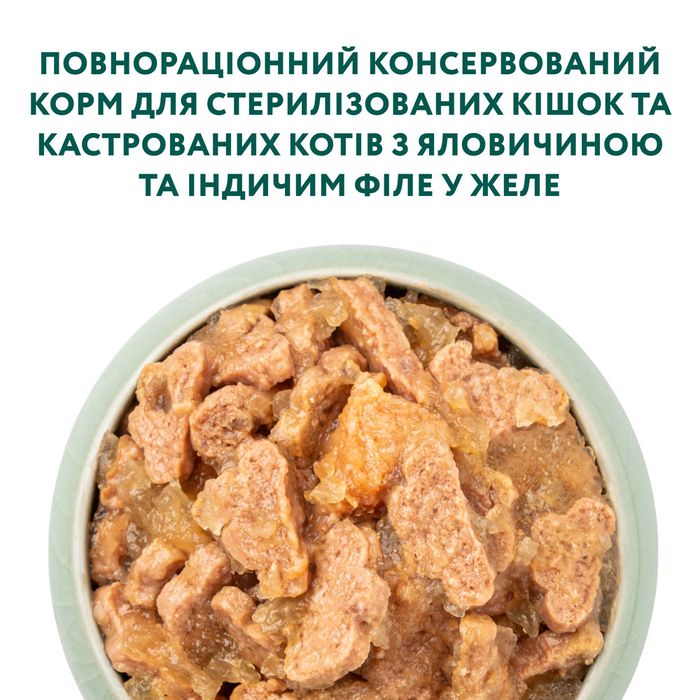 ПОВНОРАЦІОННИЙ КОНСЕРВОВАНИЙ
КОРМ ДЛЯ СТЕРИЛІЗОВАНИХ КІШОК ТА
КАСТРОВАНИХ КОТІВ З ЯЛОВИЧИНОЮ
ТА ІНДИЧИМ ФІЛЕ У ЖЕЛЕ